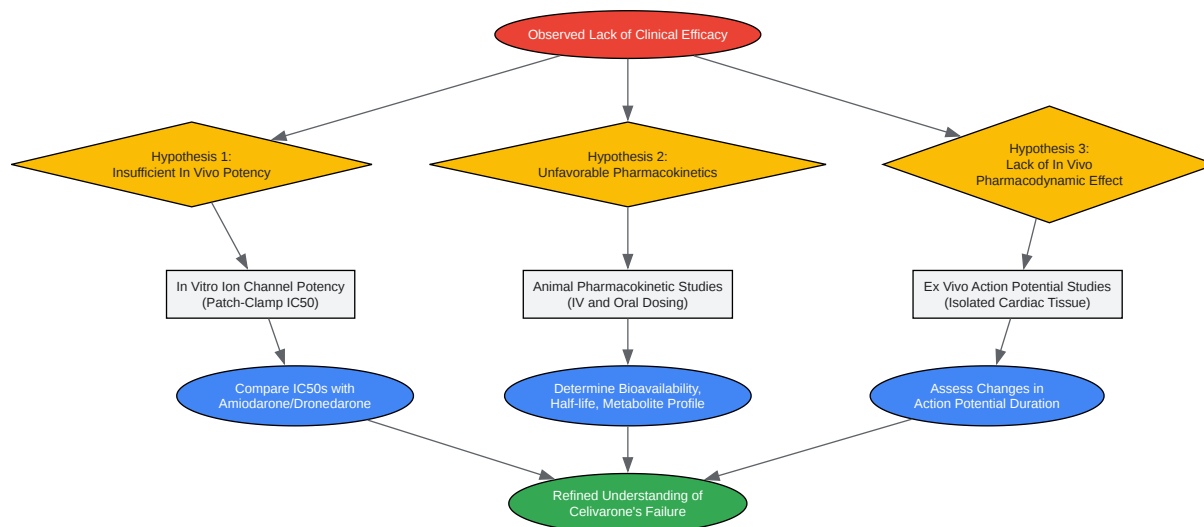 Observed Lack of Clinical Efficacy
Hypothesis 1:
Insufficient In Vivo Potency
Hypothesis 2:
Unfavorable Pharmacokinetics
Hypothesis 3:
Lack of In Vivo
Pharmacodynamic Effect
In Vitro Ion Channel Potency
(Patch-Clamp IC50)
Animal Pharmacokinetic Studies
(IV and Oral Dosing)
Ex Vivo Action Potential Studies
(Isolated Cardiac Tissue)
Compare IC50s with
Amiodarone/Dronedarone
Determine Bioavailability,
Half-life, Metabolite Profile
Assess Changes in
Action Potential Duration
Refined Understanding of
Celivarone's Failure